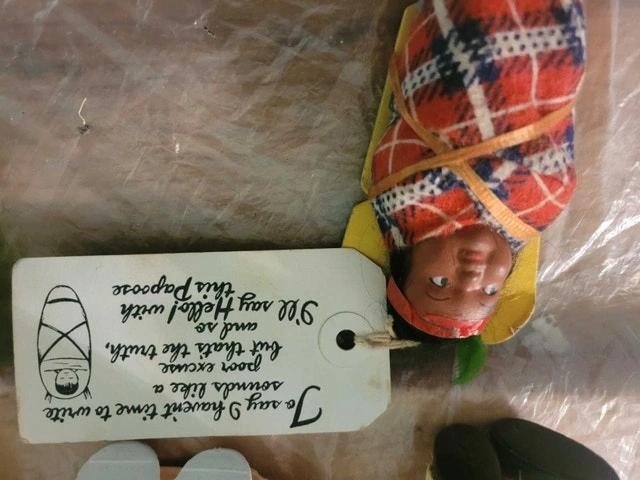 To say I haven't time to write
sounds like a
poor excuse
but thats the truth,
and so
I'll say Hello! with
this Papoose